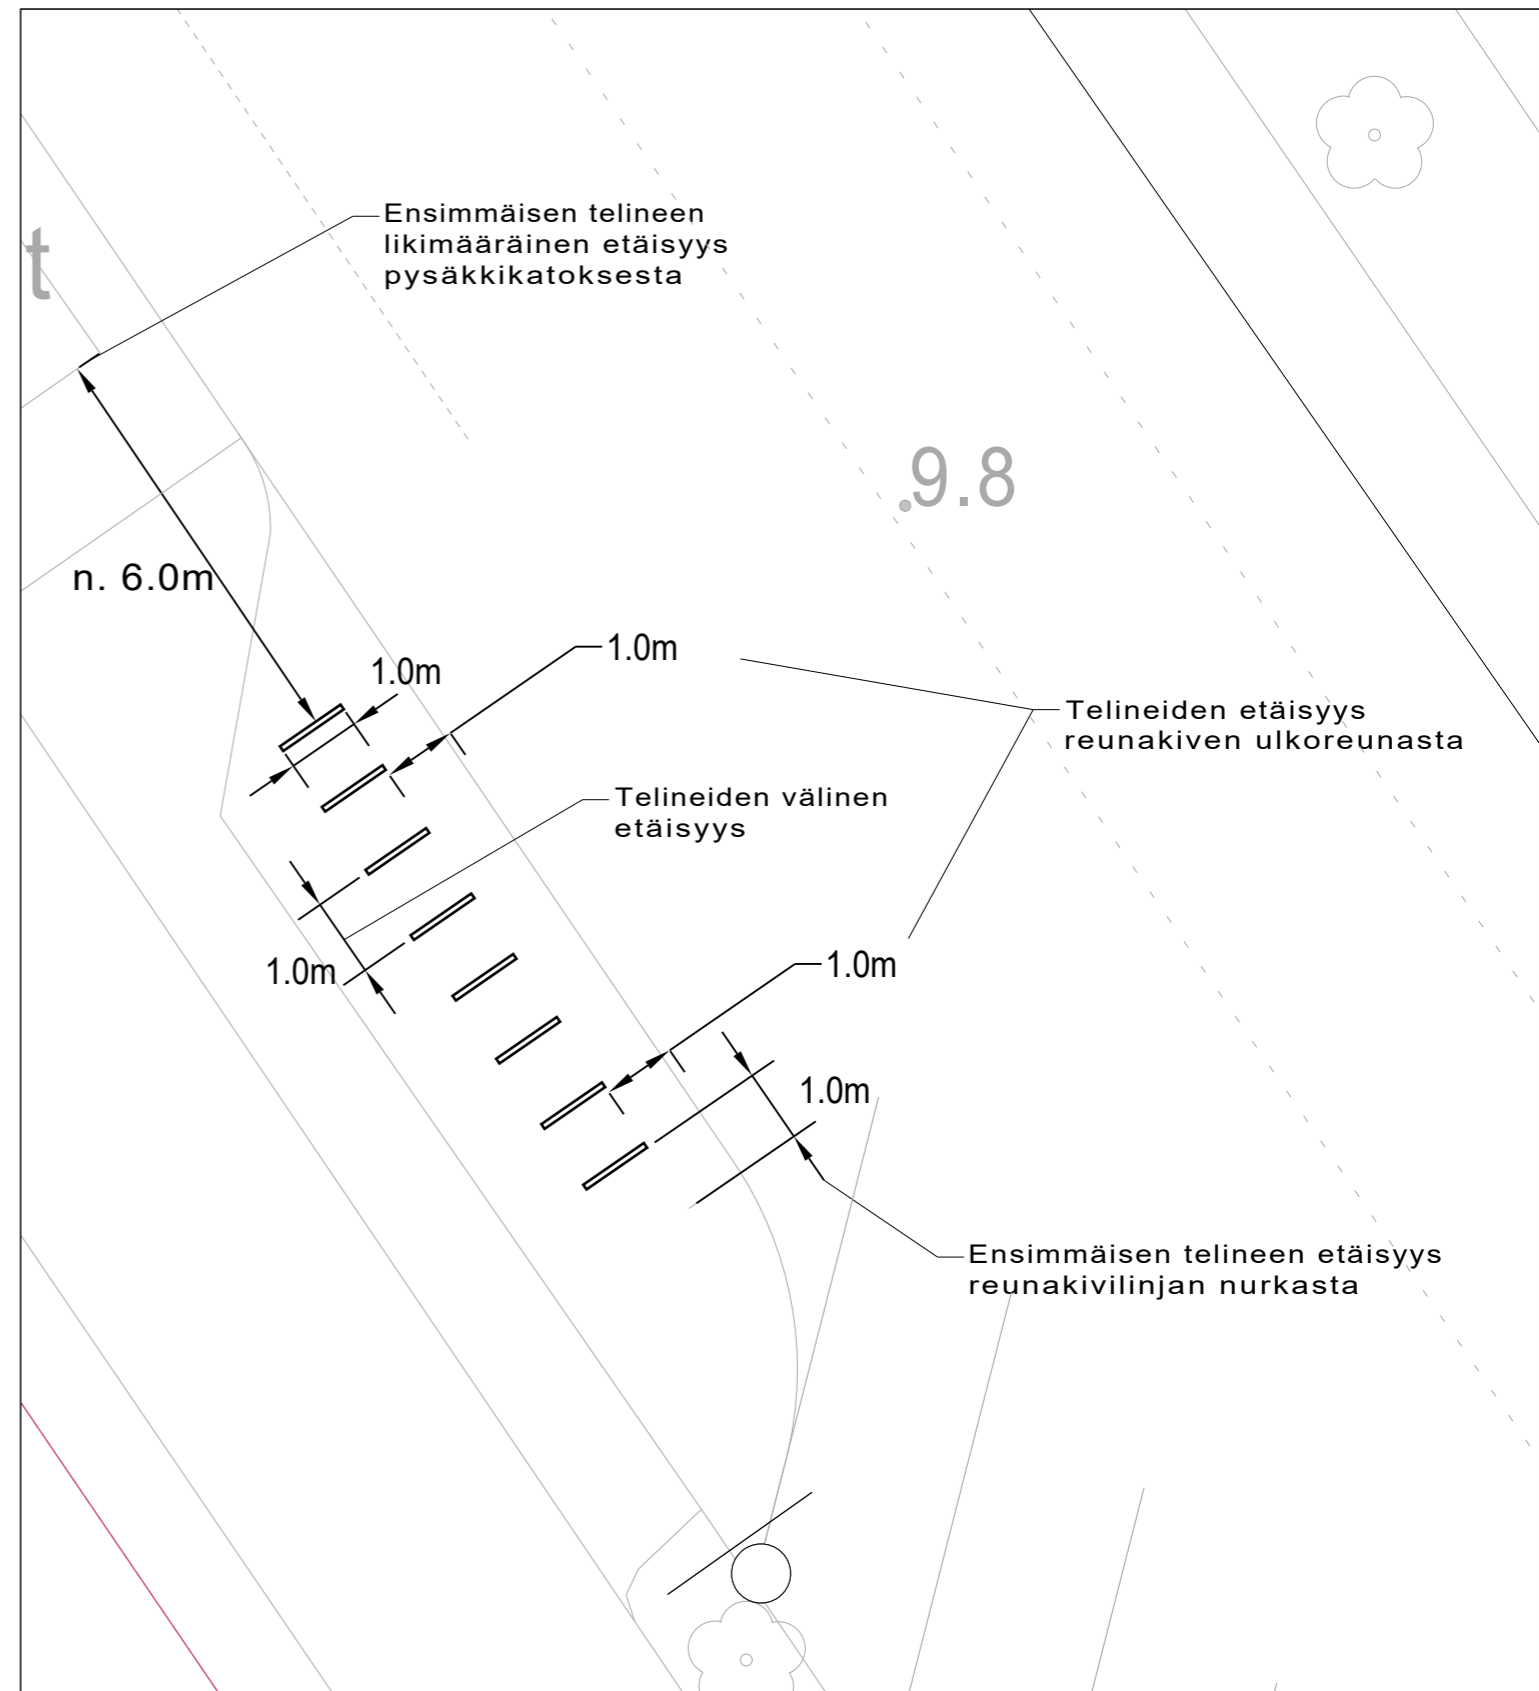 Ensimmäisen telineen
likimääräinen etäisyys
pysäkkikatoksesta
t
9.8
n. 6.0m
1.0m
1.0m
Telineiden etäisyys
reunakiven ulkoreunasta
Telineiden välinen
etäisyys
1.0m
1.0m
1.0m
Ensimmäisen telineen etäisyys
reunakivilinjan nurkasta